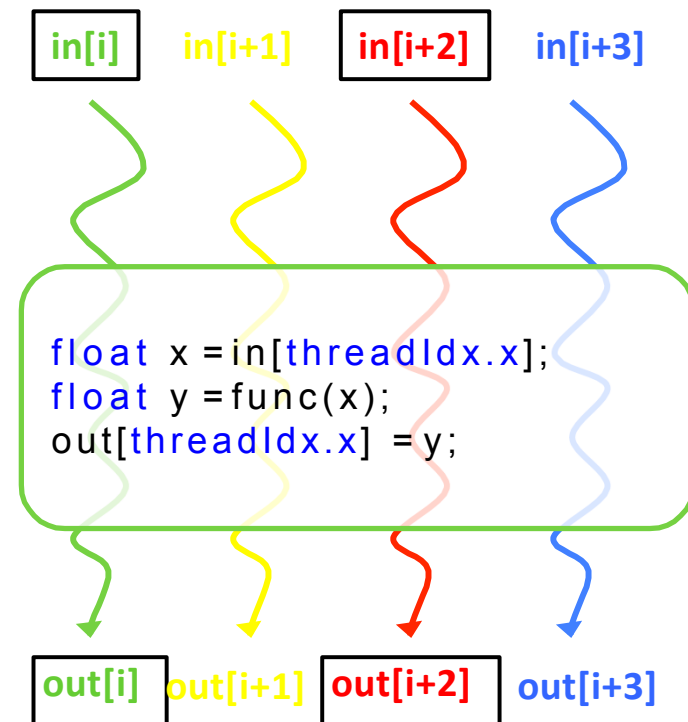 in[i] in[i+1] in[i+2] in[i+3]
float x = in[threadIdx.x];
float y = func(x);
out[threadIdx.x] = y;
out[i] out[i+1] out[i+2] out[i+3]